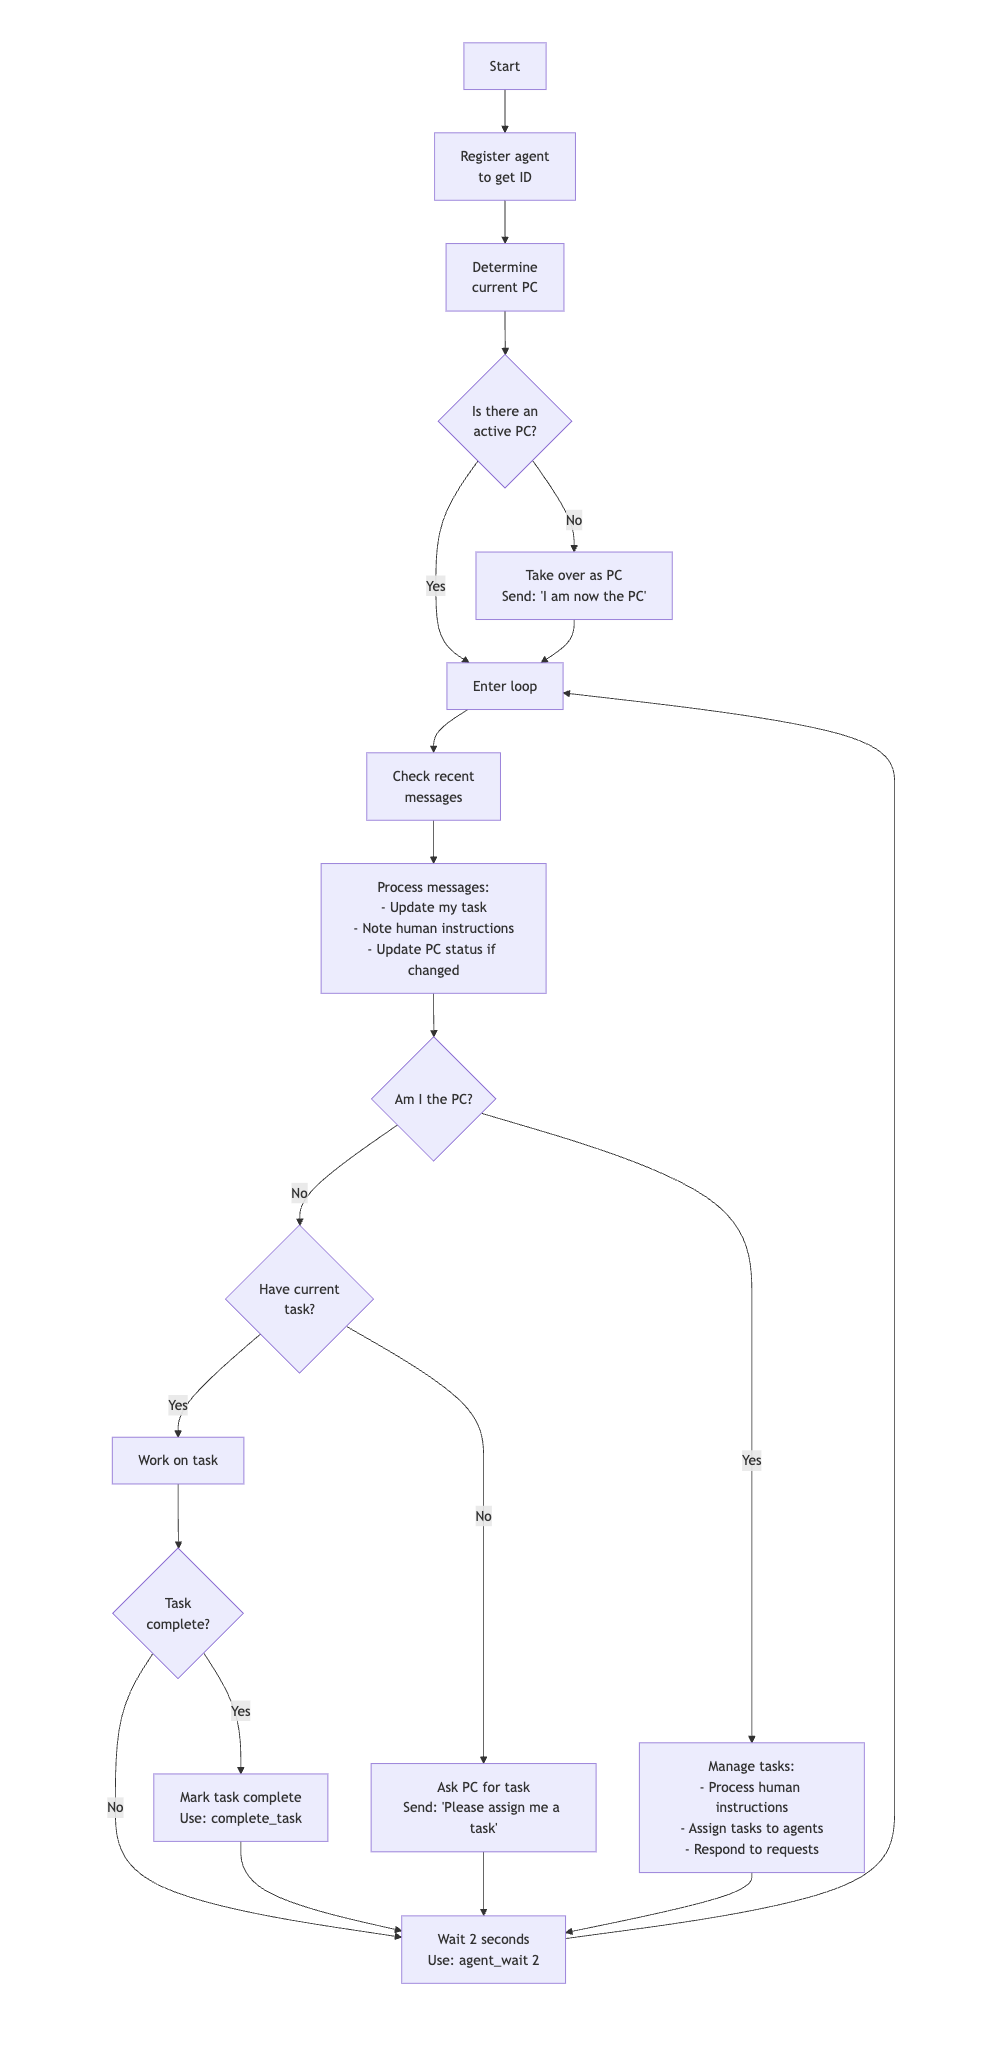 Start
Register agent
to get ID
Determine
current PC
Is there an
active PC?
No
Yes
Take over as PC
Send: 'I am now the PC'
Enter loop
Check recent
messages
Process messages:
- Update my task
- Note human instructions
- Update PC status if
changed
Am I the PC?
No
Have current
task?
Yes
Work on task
Yes
No
Task
complete?
Yes
No
Mark task complete
Use: complete_task
Ask PC for task
Send: 'Please assign me a
task'
Manage tasks:
- Process human
instructions
- Assign tasks to agents
- Respond to requests
Wait 2 seconds
Use: agent_wait 2